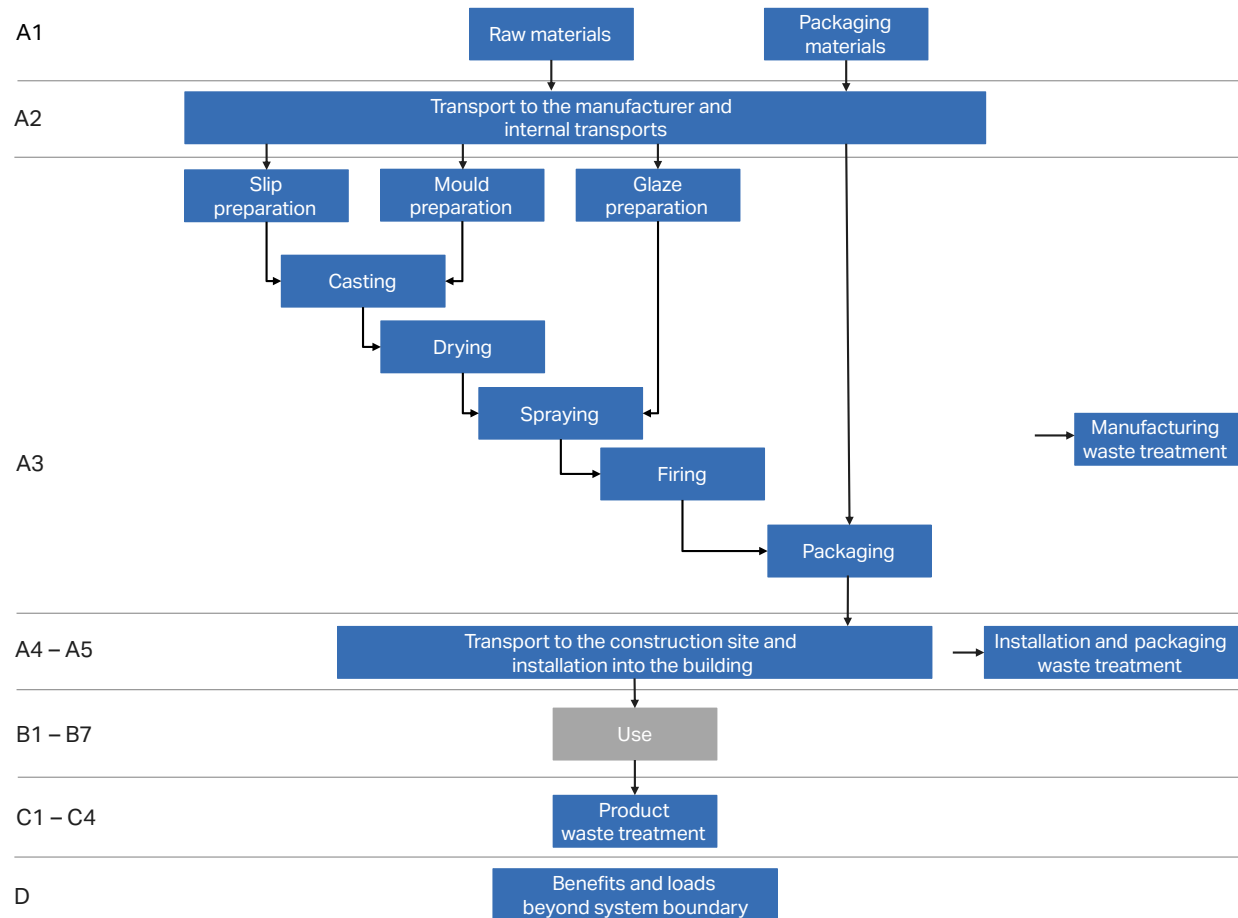 A1
Raw materials
Packaging
materials
A2
Transport to the manufacturer and
internal transports
Slip
preparation
Mould
preparation
Glaze
preparation
Casting
Drying
Spraying
A3
Manufacturing
waste treatment
Firing
Packaging
A4 – A5
Transport to the construction site and
installation into the building
Installation and packaging
waste treatment
B1 – B7
Use
C1 – C4
Product
waste treatment
D
Benefits and loads
beyond system boundary